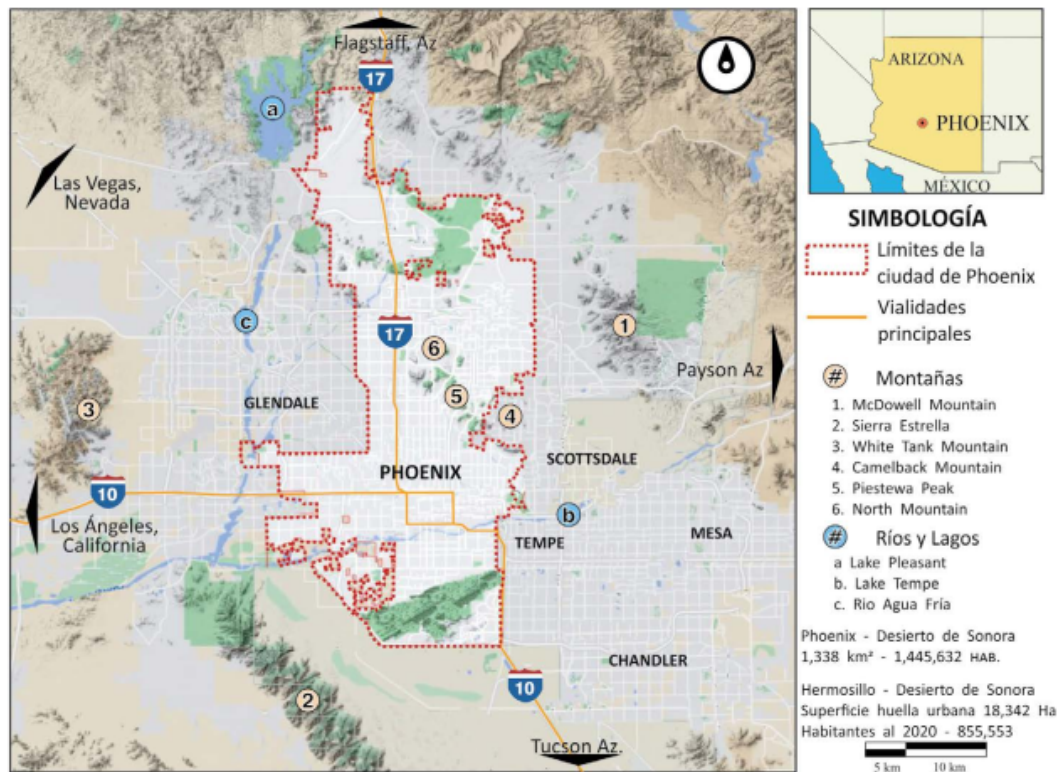 Flagstaff, Az
17
a
Las Vegas,
Nevada
c
17
1
6
Payson Az
5
3
GLENDALE
4
PHOENIX
SCOTTSDALE
10
b
Los Ángeles,
California
TEMPE
MESA
CHANDLER
10
2
Tucson Az.
ARIZONA
PHOENIX
MÉXICO
SIMBOLOGÍA
Límites de la
ciudad de Phoenix
Vialidades
principales
# Montañas
1. McDowell Mountain
2. Sierra Estrella
3. White Tank Mountain
4. Camelback Mountain
5. Piestewa Peak
6. North Mountain
# Ríos y Lagos
a Lake Pleasant
b. Lake Tempe
c. Rio Agua Fría
Phoenix - Desierto de Sonora
1,338 km² - 1,445,632 HAB.
Hermosillo - Desierto de Sonora
Superficie huella urbana 18,342 Ha
Habitantes al 2020 - 855,553
5 km 10 km